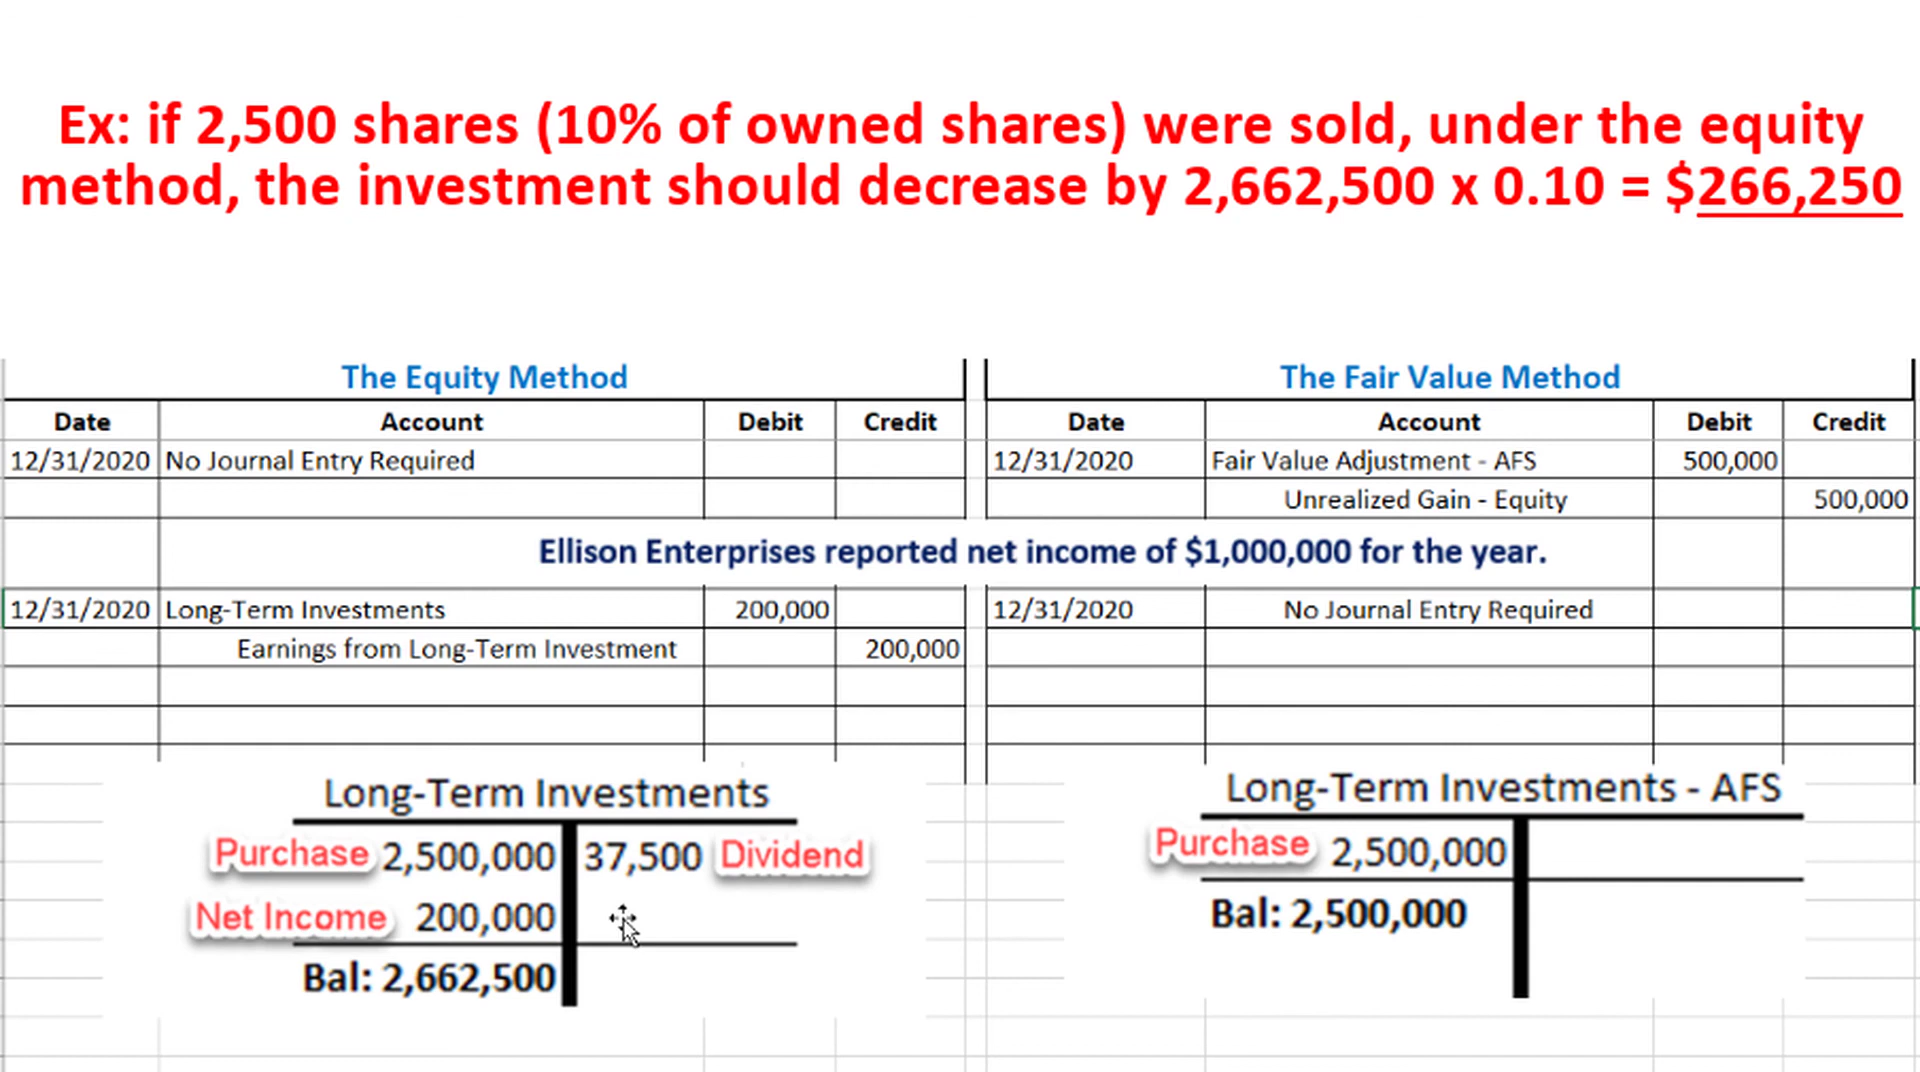 Ex: if 2,500 shares (10% of owned shares) were sold, under the equity
method, the investment should decrease by 2,662,500 x 0.10 = $266,250
The Equity Method
Date Account Debit Credit
12/31/2020 No Journal Entry Required
The Fair Value Method
Date Account Debit Credit
12/31/2020 Fair Value Adjustment - AFS 500,000
Unrealized Gain - Equity 500,000
Ellison Enterprises reported net income of $1,000,000 for the year.
12/31/2020 Long-Term Investments 200,000
Earnings from Long-Term Investment 200,000
12/31/2020 No Journal Entry Required
Long-Term Investments
Purchase 2,500,000 37,500 Dividend
Net Income 200,000
Bal: 2,662,500
Long-Term Investments - AFS
Purchase 2,500,000
Bal: 2,500,000